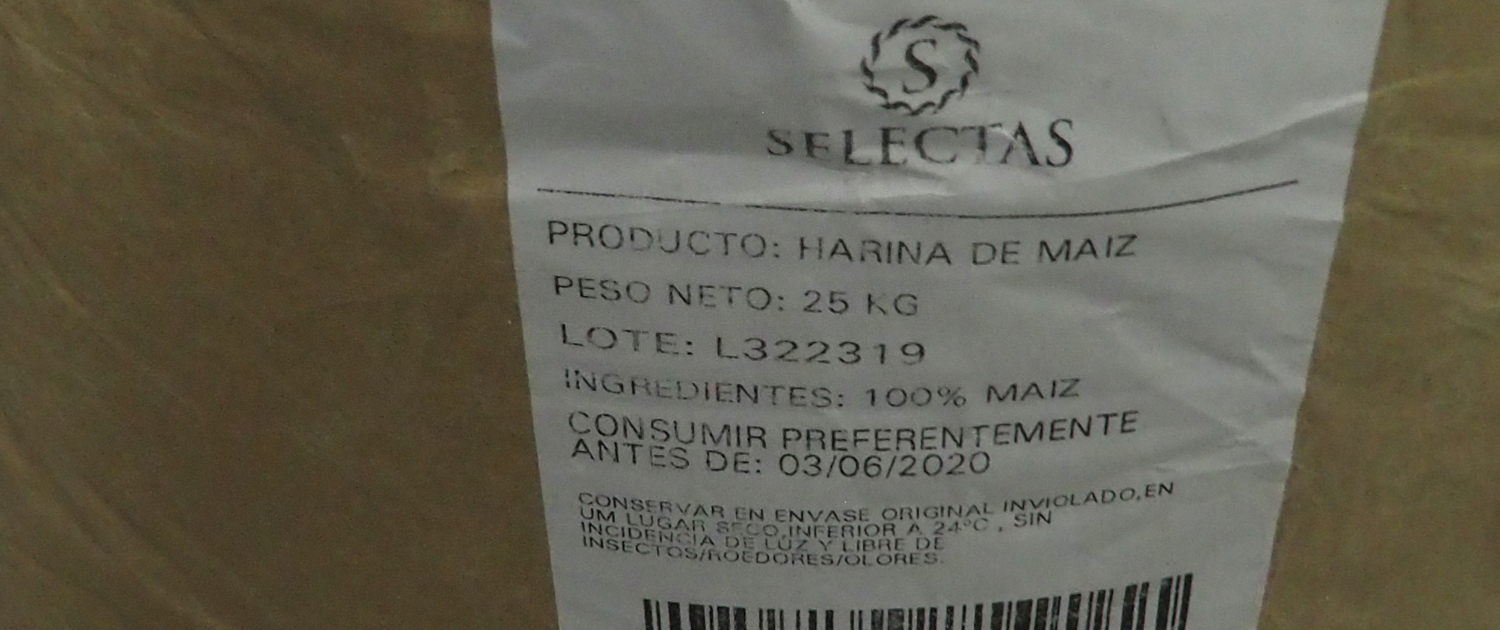 S
SELECTAS
PRODUCTO: HARINA DE MAIZ
PESO NETO: 25 KG
LOTE: L322319
INGREDIENTES: 100% MAIZ
CONSUMIR PREFERENTEMENTE
ANTES DE: 03/06/2020
CONSERVAR EN ENVASE ORIGINAL INVIOLADO,EN
UM LUGAR SECO,INFERIOR A 24°C , SIN
INCIDENCIA DE LUZ Y LIBRE DE
INSECTOS/ROEDORES/OLORES.